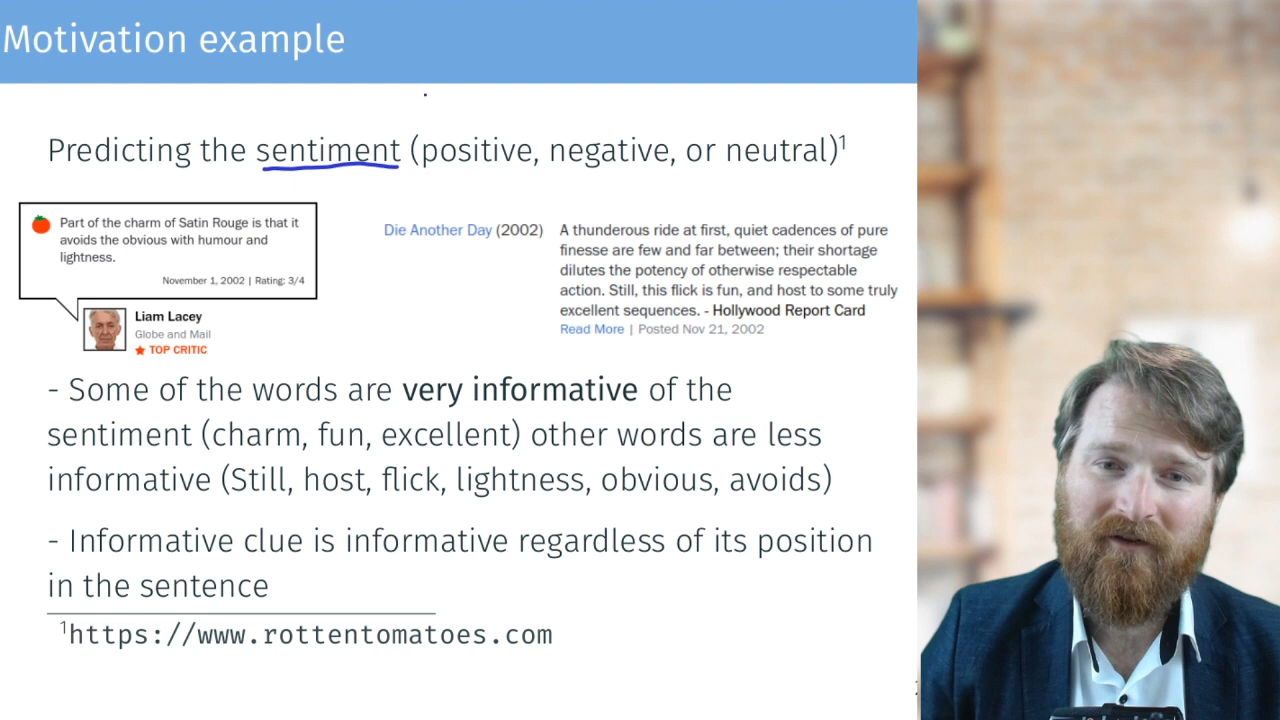 Motivation example
Predicting the sentiment (positive, negative, or neutral)¹
Part of the charm of Satin Rouge is that it
avoids the obvious with humour and
lightness.
November 1, 2002 | Rating: 3/4
Liam Lacey
Globe and Mail
TOP CRITIC
Die Another Day (2002)
A thunderous ride at first, quiet cadences of pure
finesse are few and far between; their shortage
dilutes the potency of otherwise respectable
action. Still, this flick is fun, and host to some truly
excellent sequences. - Hollywood Report Card
Read More | Posted Nov 21, 2002
- Some of the words are very informative of the
sentiment (charm, fun, excellent) other words are less
informative (Still, host, flick, lightness, obvious, avoids)
- Informative clue is informative regardless of its position
in the sentence
¹https://www.rottentomatoes.com